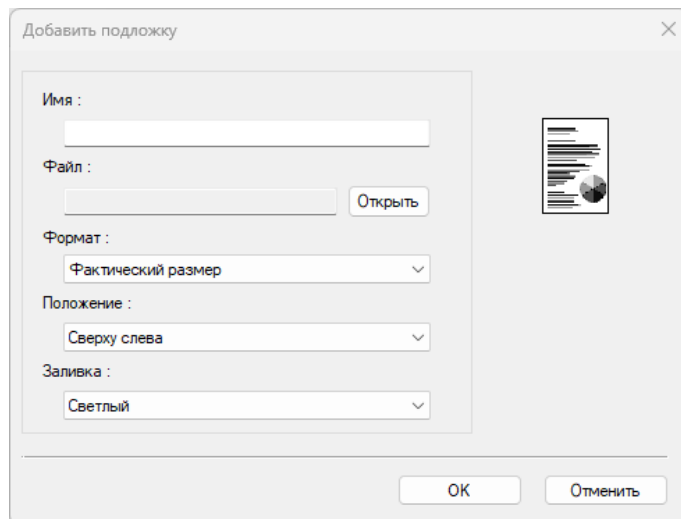 Добавить подложку
Имя :
Файл :
Открыть
Формат :
Фактический размер
Положение :
Сверху слева
Заливка :
Светлый
OK Отменить